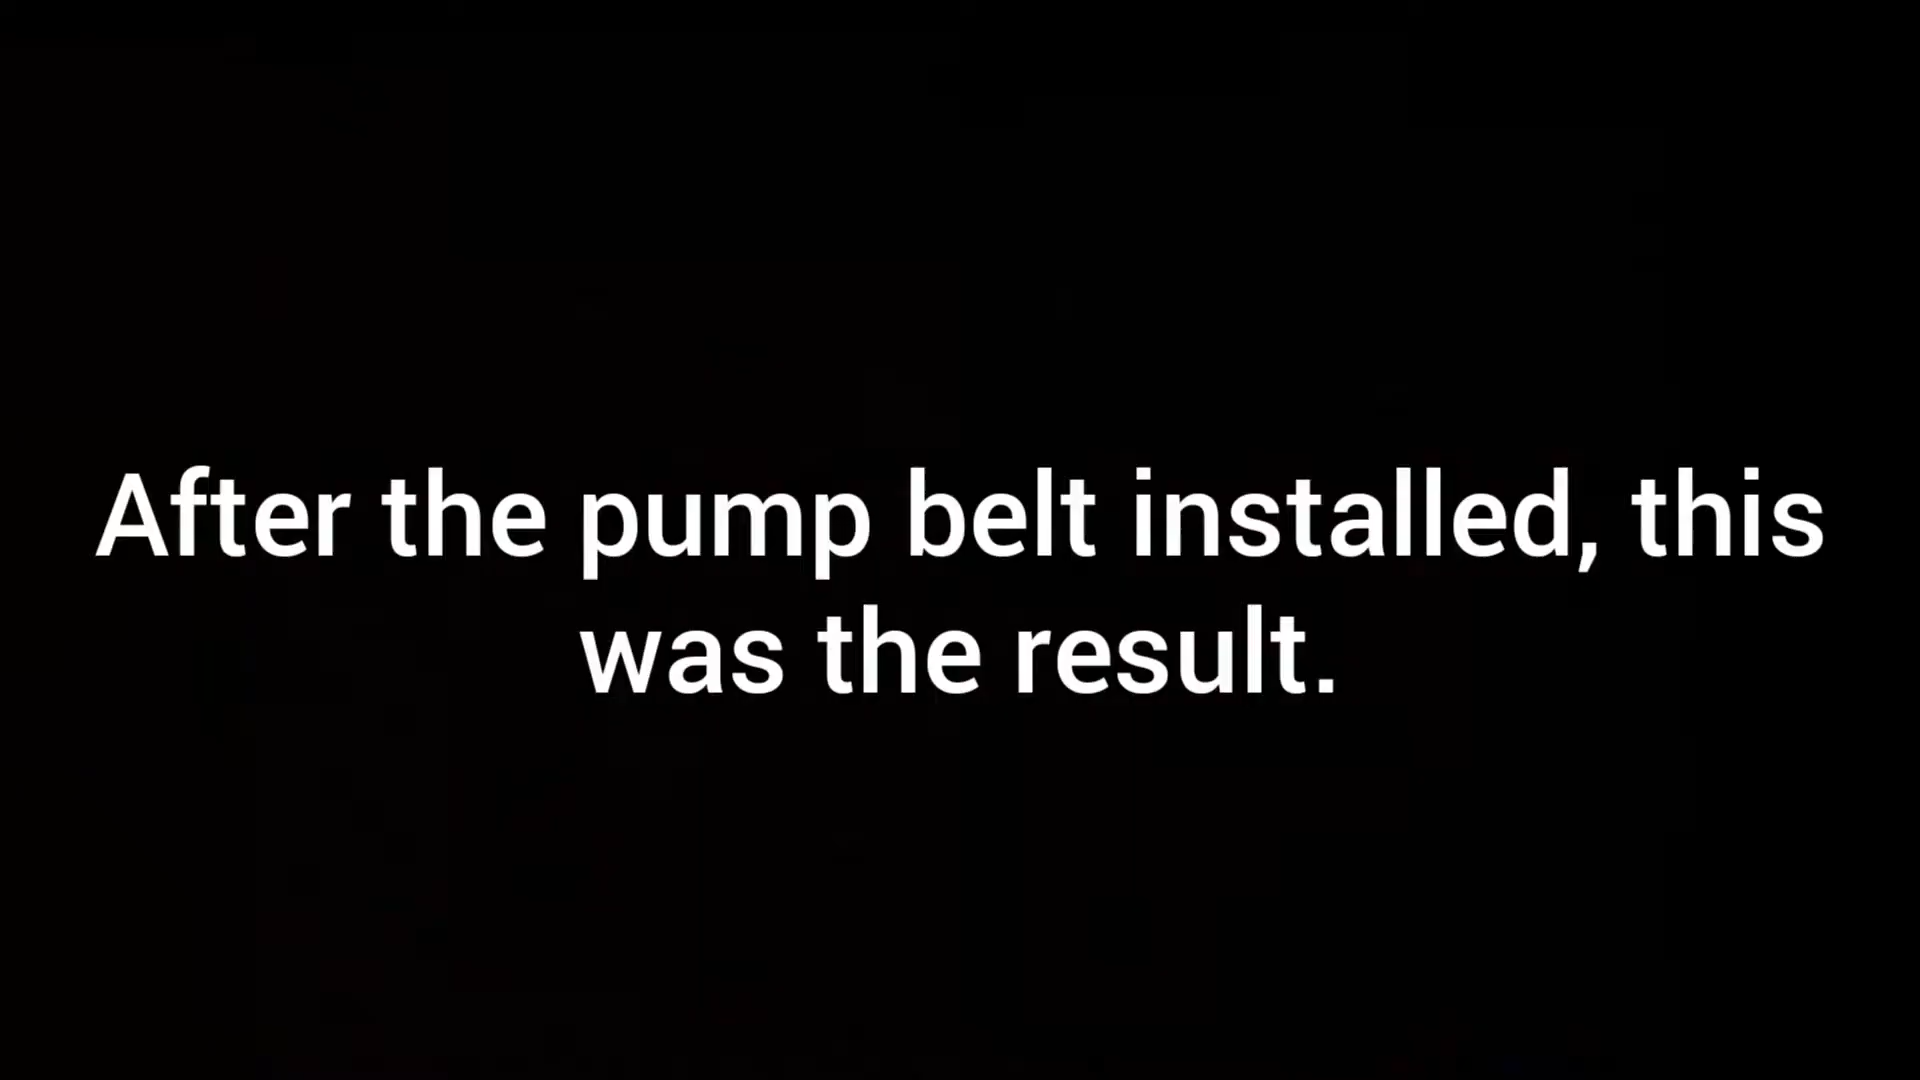 After the pump belt installed, this
was the result.